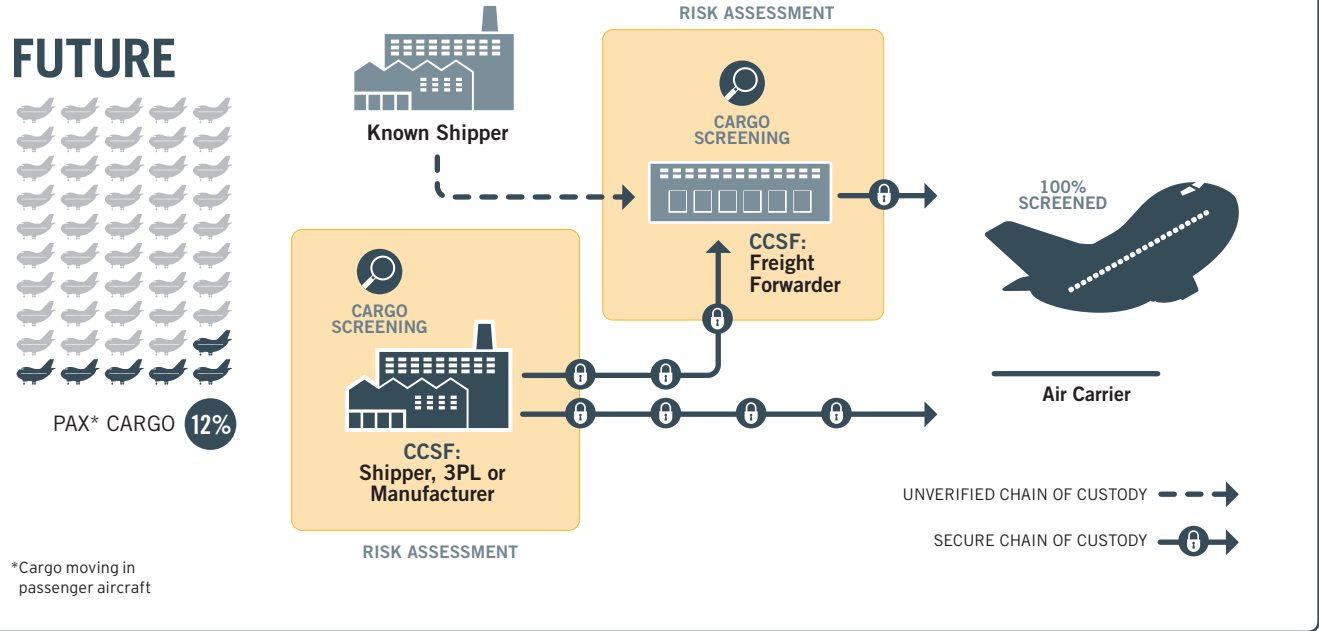 RISK ASSESSMENT
FUTURE
CARGO
SCREENING
Known Shipper
100%
SCREENED
CCSF:
Freight
Forwarder
CARGO
SCREENING
Air Carrier
PAX* CARGO 12%
CCSF:
Shipper, 3PL or
Manufacturer
UNVERIFIED CHAIN OF CUSTODY
SECURE CHAIN OF CUSTODY
RISK ASSESSMENT
*Cargo moving in
passenger aircraft